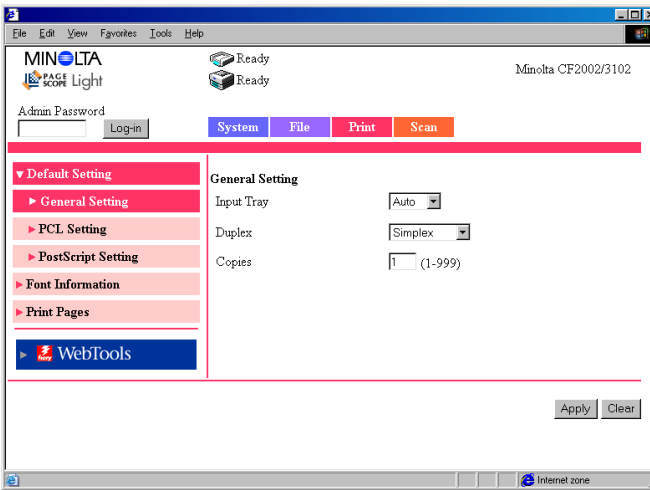 File Edit View Favorites Tools Help
MINOLTA
PAGE SCOPE Light
Ready
Ready
Minolta CF2002/3102
Admin Password
Log-in
System File Print Scan
Default Setting
General Setting
PCL Setting
PostScript Setting
Font Information
Print Pages
fiery WebTools
General Setting
Input Tray Auto
Duplex Simplex
Copies 1 (1-999)
Apply Clear
Internet zone